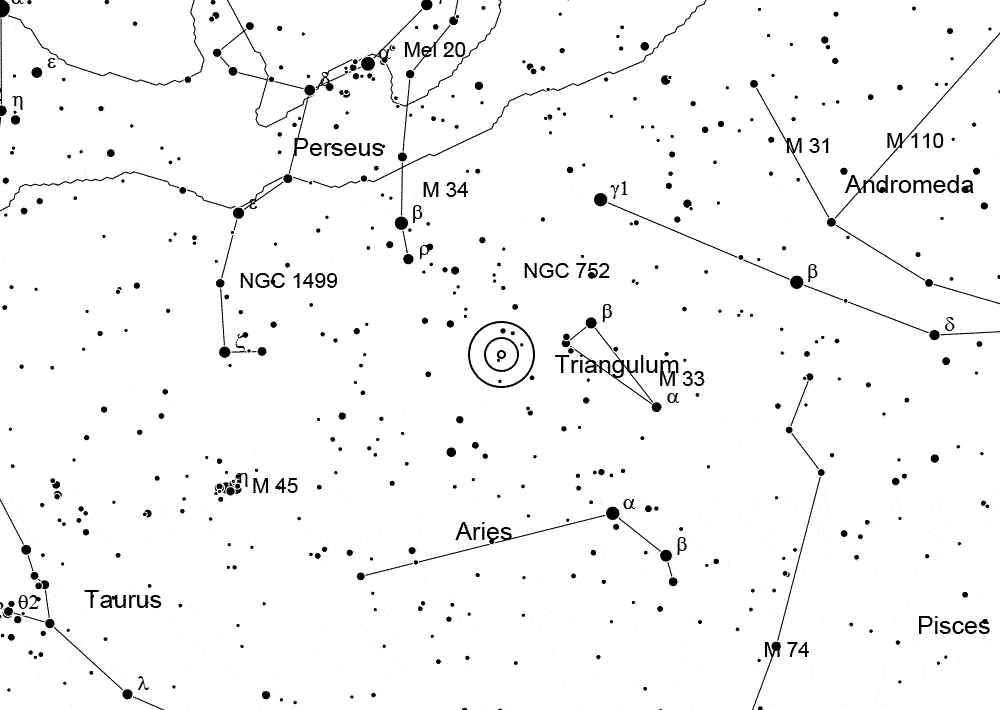 α
ε
η
δ
α
Mel 20
Perseus
M 31
M 110
Andromeda
M 34
γ1
ε
β
ρ
NGC 752
β
NGC 1499
β
δ
ζ
Triangulum
M 33
α
η
M 45
α
Aries
β
θ2
Taurus
Pisces
M 74
λ